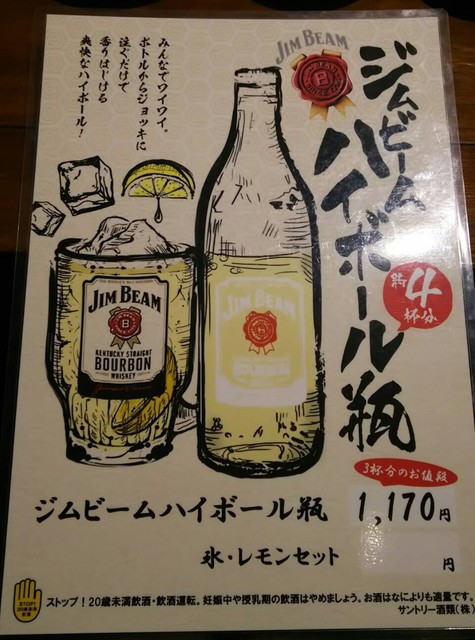 みんなでワイワイ。
ボトルからジョッキに
注ぐだけで
香りはじける
爽快なハイボール！
JIM BEAM
ジムビーム
ハイボール瓶
約4杯分
JIM BEAM
KENTUCKY STRAIGHT
BOURBON
WHISKEY
JIM BEAM
BOURBON
3杯分のお値段
ジムビームハイボール瓶 1,170円
氷・レモンセット 円
STOP!
ストップ！20歳未満飲酒・飲酒運転。妊娠中や授乳期の飲酒はやめましょう。お酒はなによりも適量です。
サントリー酒類（株）